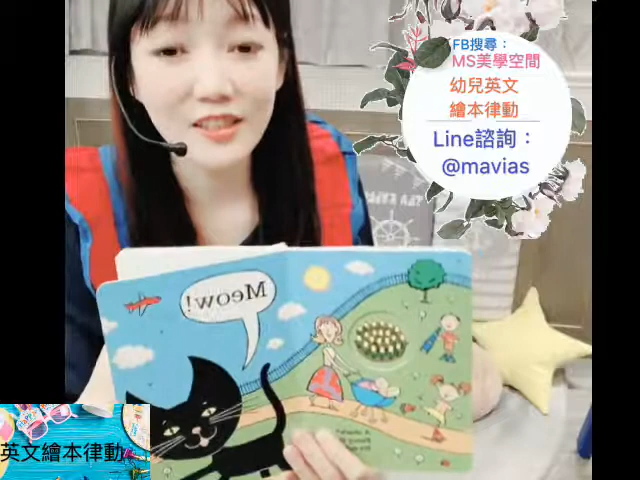 FB搜尋：
MS美學空間
幼兒英文
繪本律動
Line諮詢：
@mavias
Meow!
英文繪本律動